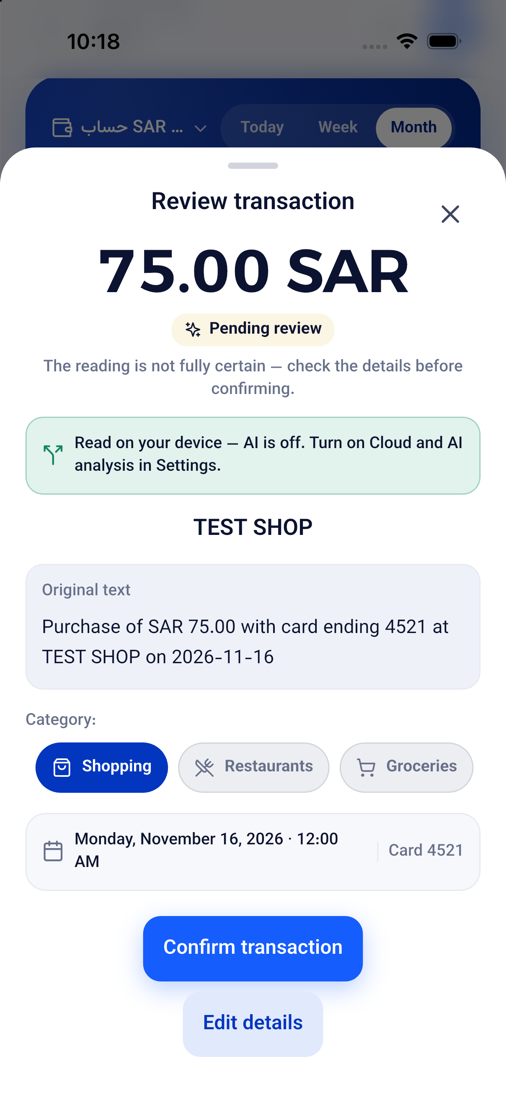 10:18
حساب SAR ...
Today
Week
Month
Review transaction
75.00 SAR
Pending review
The reading is not fully certain — check the details before
confirming.
Read on your device — AI is off. Turn on Cloud and AI
analysis in Settings.
TEST SHOP
Original text
Purchase of SAR 75.00 with card ending 4521 at
TEST SHOP on 2026-11-16
Category:
Shopping
Restaurants
Groceries
Monday, November 16, 2026 · 12:00
AM
Card 4521
Confirm transaction
Edit details